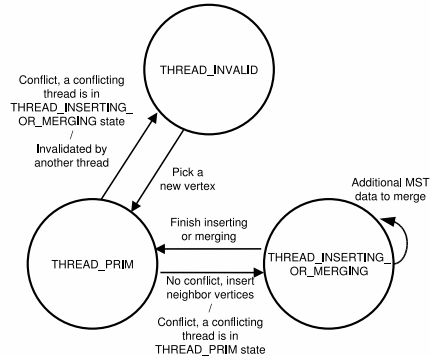 THREAD_INVALID
Conflict, a conflicting
thread is in
THREAD_INSERTING_
OR_MERGING state
/
Invalidated by
another thread
Pick a
new vertex
Additional MST
data to merge
Finish inserting
or merging
THREAD_PRIM
THREAD_INSERTING_
OR_MERGING
No conflict, insert
neighbor vertices
/
Conflict, a conflicting
thread is in
THREAD_PRIM state